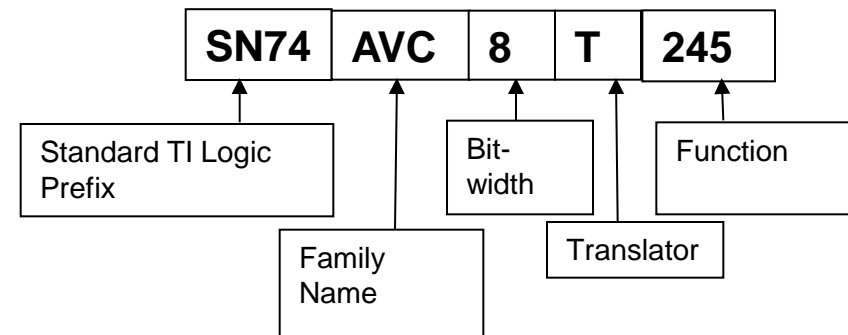 SN74 AVC 8 T 245
Standard TI Logic
Prefix
Family
Name
Bit-
width
Translator
Function